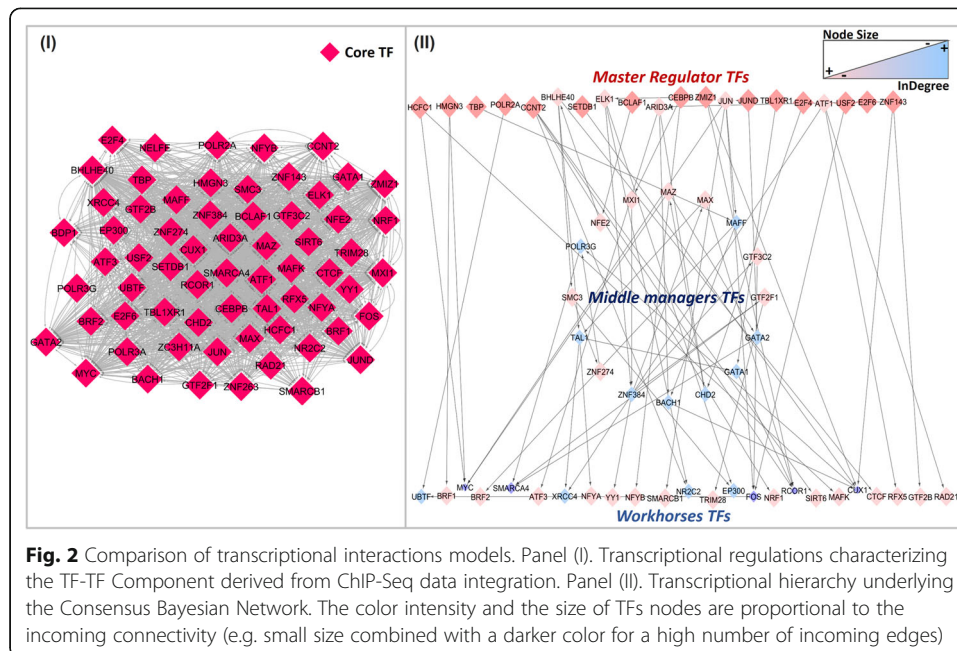 (I)
Core TF
E2F4
NELFE
POLR2A
NFYB
CCNT2
BHLHE40
TBP
HMGN3
SMC3
ZNF143
GATA1
ZMIZ1
XRCC4
GTF2B
MAFF
ZNF384
BCLAF1
GTF3C2
ELK1
NFE2
NRF1
BDP1
EP300
ZNF274
ARID3A
MAZ
SIRT6
TRIM28
ATF3
USF2
CUX1
SETDB1
SMARCA4
ATF1
MAFK
CTCF
MXI1
POLR3G
UBTF
RCOR1
YY1
BRF2
E2F6
TBL1XR1
CHD2
CEBPB
TAL1
RFX5
NFYA
FOS
GATA2
POLR3A
ZC3H11A
JUN
MAX
HCFC1
NR2C2
BRF1
JUND
MYC
BACH1
GTF2F1
ZNF263
RAD21
SMARCB1
(II)
Node Size
InDegree
+ - - +
Master Regulator TFs
HCFC1 HMGN3 TBP POLR2A CCNT2 BHLHE40 SETDB1 ELK1 BCLAF1 ARID3A CEBPB ZMIZ1 JUN JUND TBL1XR1 E2F4 ATF1 USF2 E2F6 ZNF143
MXI1
MAZ
MAX
NFE2
MAFF
POLR3G
GTF3C2
SMC3
Middle managers TFs
GTF2F1
TAL1
GATA2
ZNF274
GATA1
ZNF384
BACH1
CHD2
UBTF BRF1 MYC BRF2 SMARCA4 ATF3 XRCC4 NFYA YY1 NFYB SMARCB1 NR2C2 TRIM28 EP300 FOS NRF1 RCOR1 SIRT6 MAFK CUX1 CTCF RFX5 GTF2B RAD21
Workhorses TFs
Fig. 2 Comparison of transcriptional interactions models. Panel (I). Transcriptional regulations characterizing
the TF-TF Component derived from ChIP-Seq data integration. Panel (II). Transcriptional hierarchy underlying
the Consensus Bayesian Network. The color intensity and the size of TFs nodes are proportional to the
incoming connectivity (e.g. small size combined with a darker color for a high number of incoming edges)